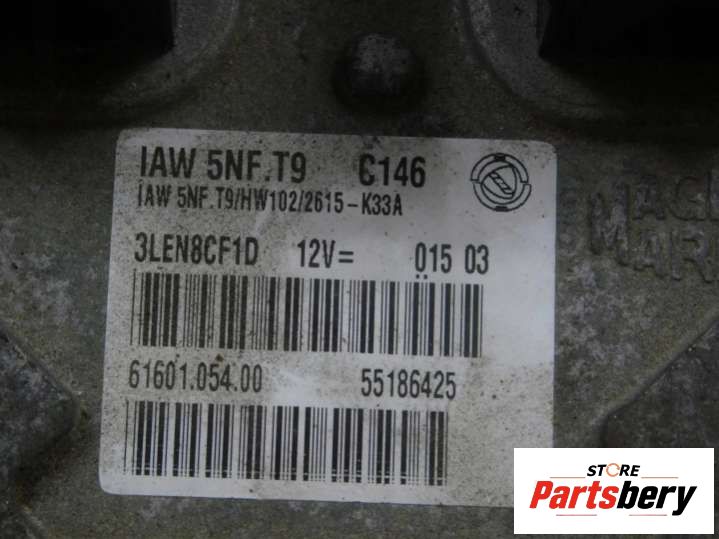 IAW 5NF.T9 C146
IAW 5NF.T9/HW102/2615-K33A
3LEN8CF1D 12V= 015 03
61601.054.00 55186425
STORE
Partsbery